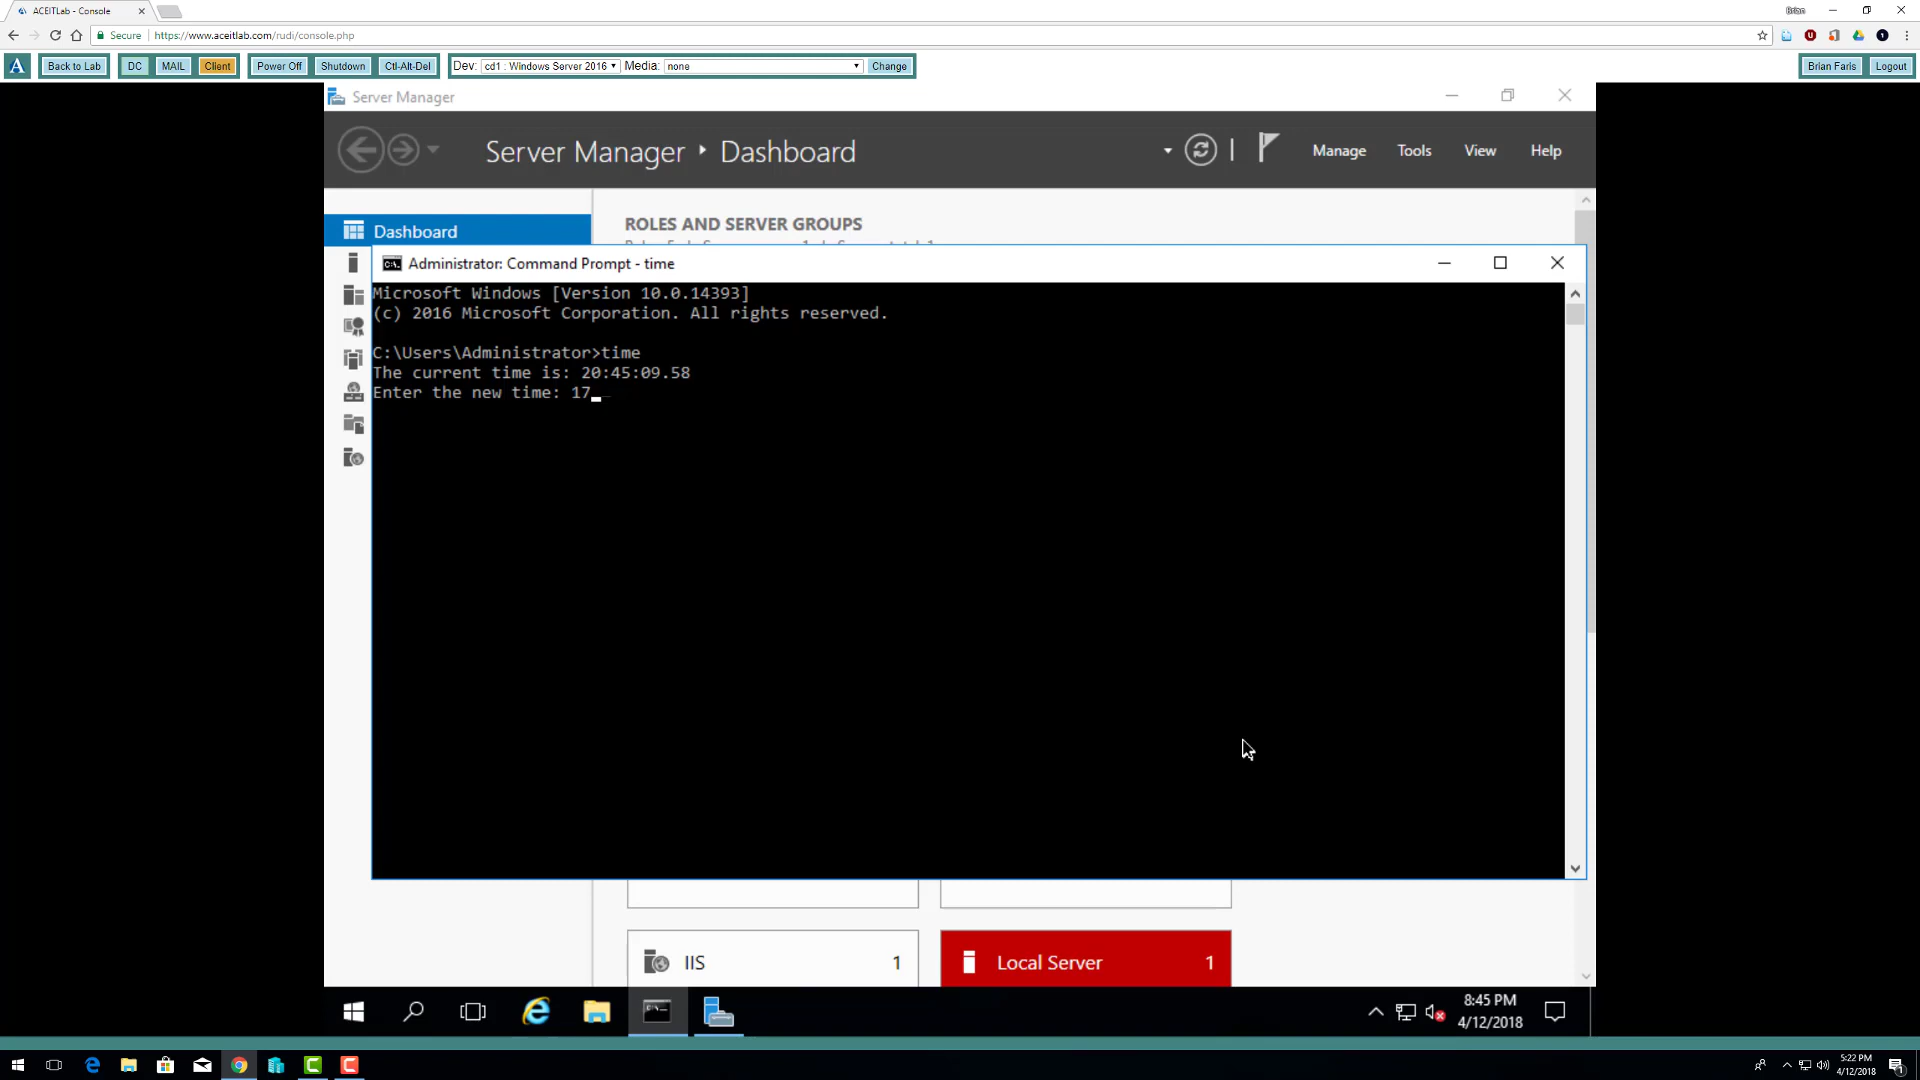 ACEITLab - Console
Brian
Secure
https://www.aceitlab.com/rudi/console.php
Back to Lab
DC
MAIL
Client
Power Off
Shutdown
Ctl-Alt-Del
Dev:
cd1 : Windows Server 2016
Media:
none
Change
Brian Faris
Logout
Server Manager
Server Manager
Dashboard
Manage
Tools
View
Help
Dashboard
ROLES AND SERVER GROUPS
Administrator: Command Prompt - time
Microsoft Windows [Version 10.0.14393]
(c) 2016 Microsoft Corporation. All rights reserved.
C:\Users\Administrator>time
The current time is: 20:45:09.58
Enter the new time: 17
IIS
1
Local Server
1
8:45 PM
4/12/2018
5:22 PM
4/12/2018